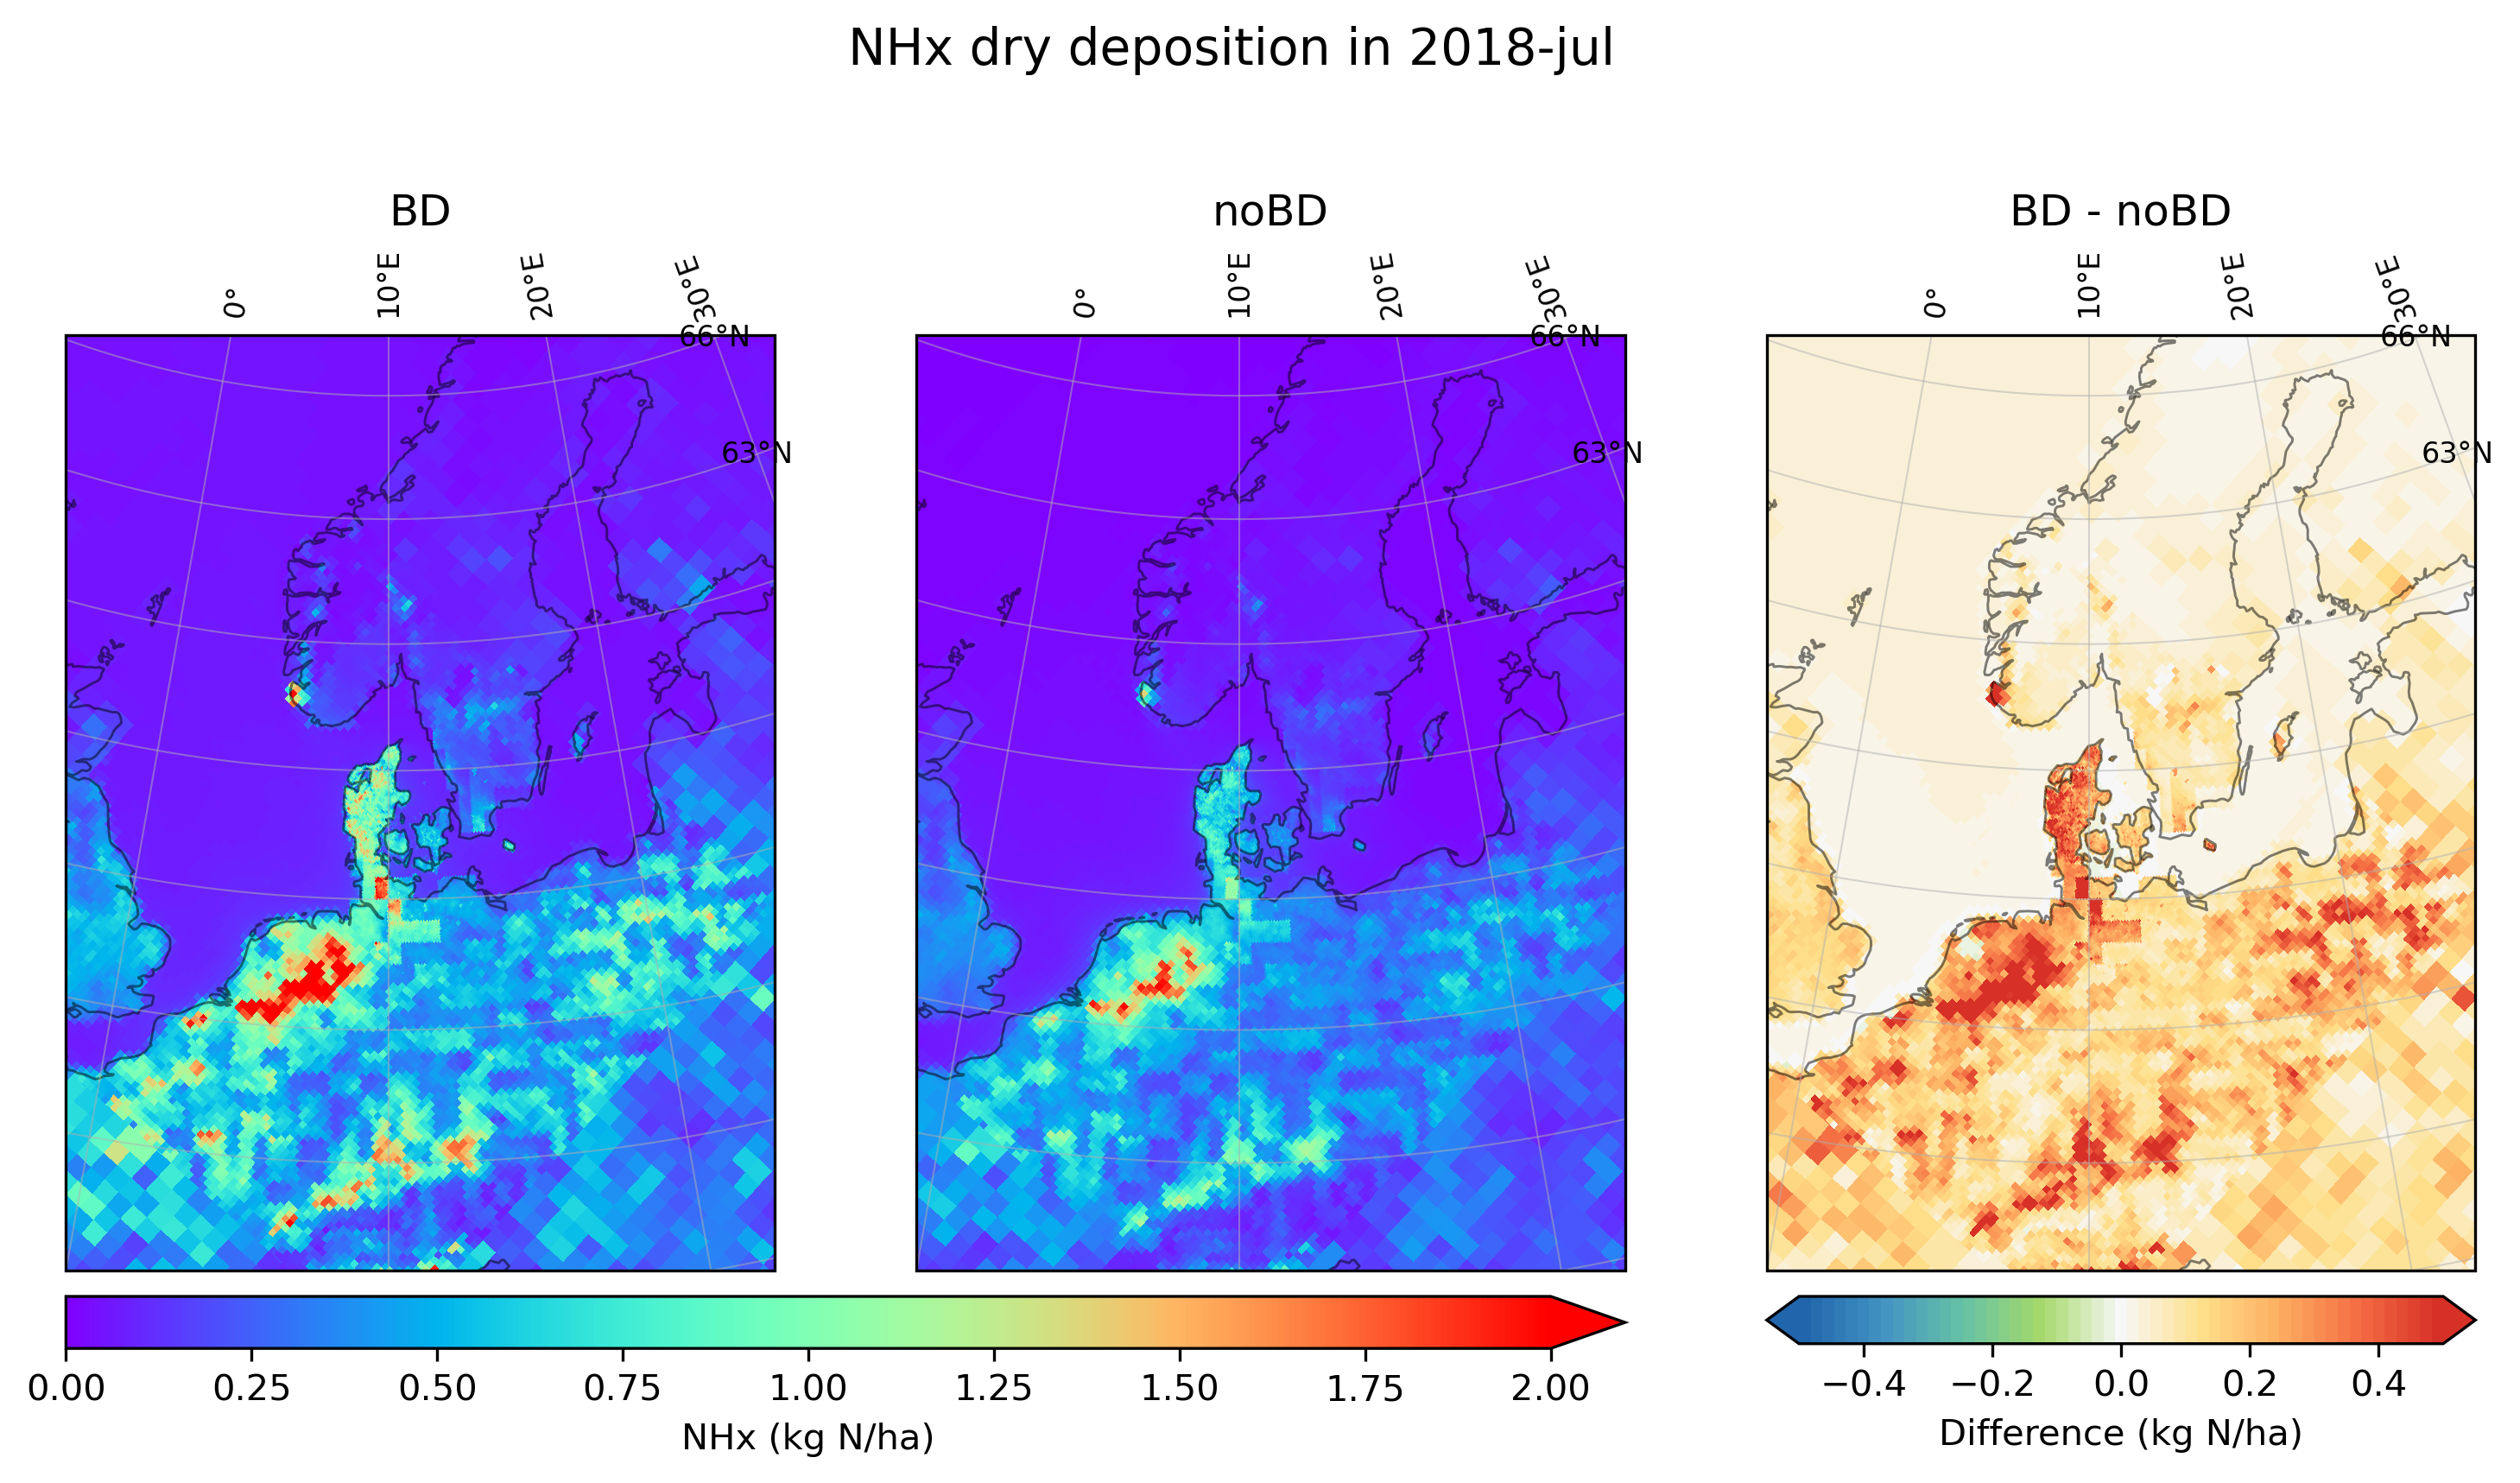 NHx dry deposition in 2018-jul
BD
noBD
BD - noBD
0° 10°E 20°E 30°E
0° 10°E 20°E 30°E
0° 10°E 20°E 30°E
66°N
66°N
66°N
63°N
63°N
63°N
0.00 0.25 0.50 0.75 1.00 1.25 1.50 1.75 2.00
NHx (kg N/ha)
−0.4 −0.2 0.0 0.2 0.4
Difference (kg N/ha)